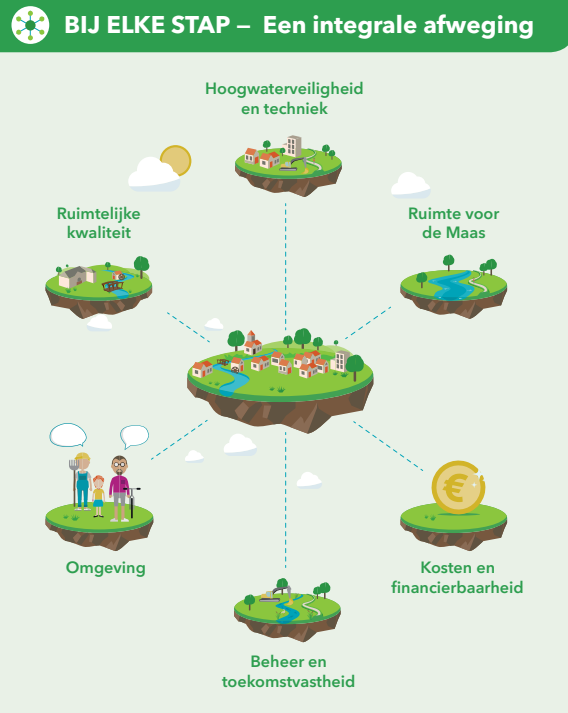 BIJ ELKE STAP – Een integrale afweging
Hoogwaterveiligheid
en techniek
Ruimtelijke
kwaliteit
Ruimte voor
de Maas
€
Omgeving
Kosten en
financierbaarheid
Beheer en
toekomstvastheid